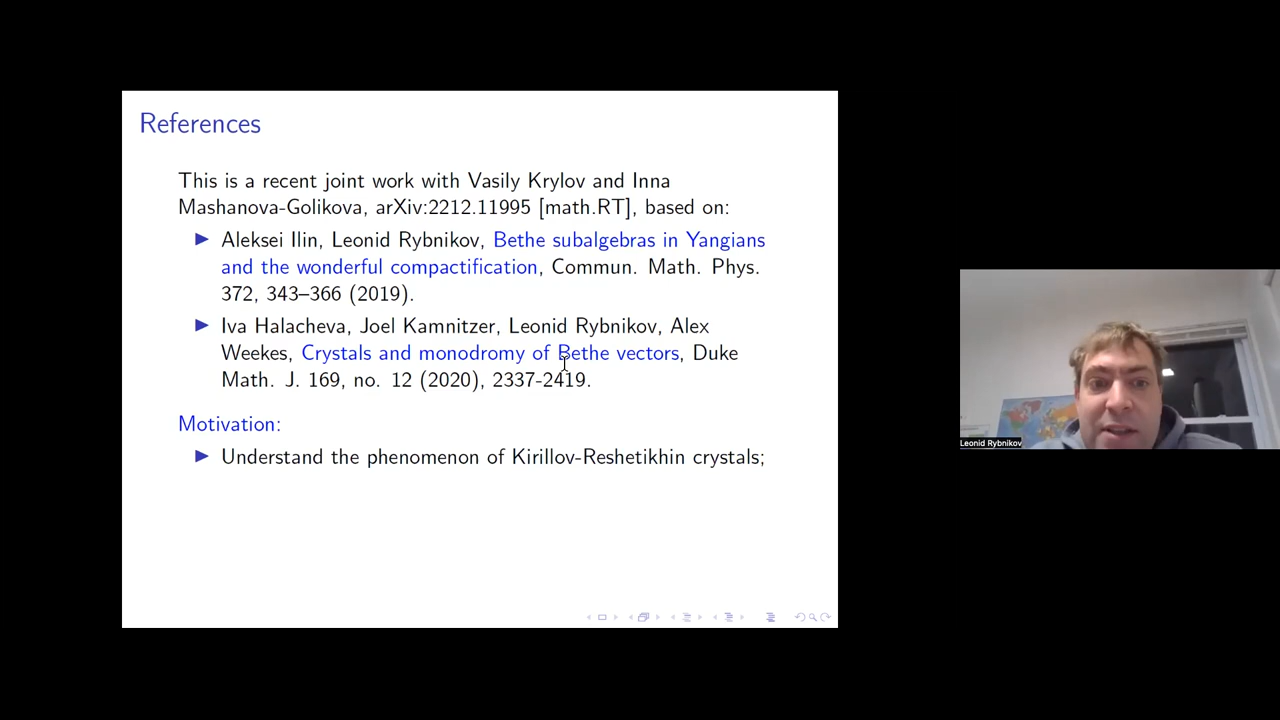 References
This is a recent joint work with Vasily Krylov and Inna
Mashanova-Golikova, arXiv:2212.11995 [math.RT], based on:
Aleksei Ilin, Leonid Rybnikov, Bethe subalgebras in Yangians
and the wonderful compactification, Commun. Math. Phys.
372, 343–366 (2019).
Iva Halacheva, Joel Kamnitzer, Leonid Rybnikov, Alex
Weekes, Crystals and monodromy of Bethe vectors, Duke
Math. J. 169, no. 12 (2020), 2337-2419.
Motivation:
Understand the phenomenon of Kirillov-Reshetikhin crystals;
Leonid Rybnikov